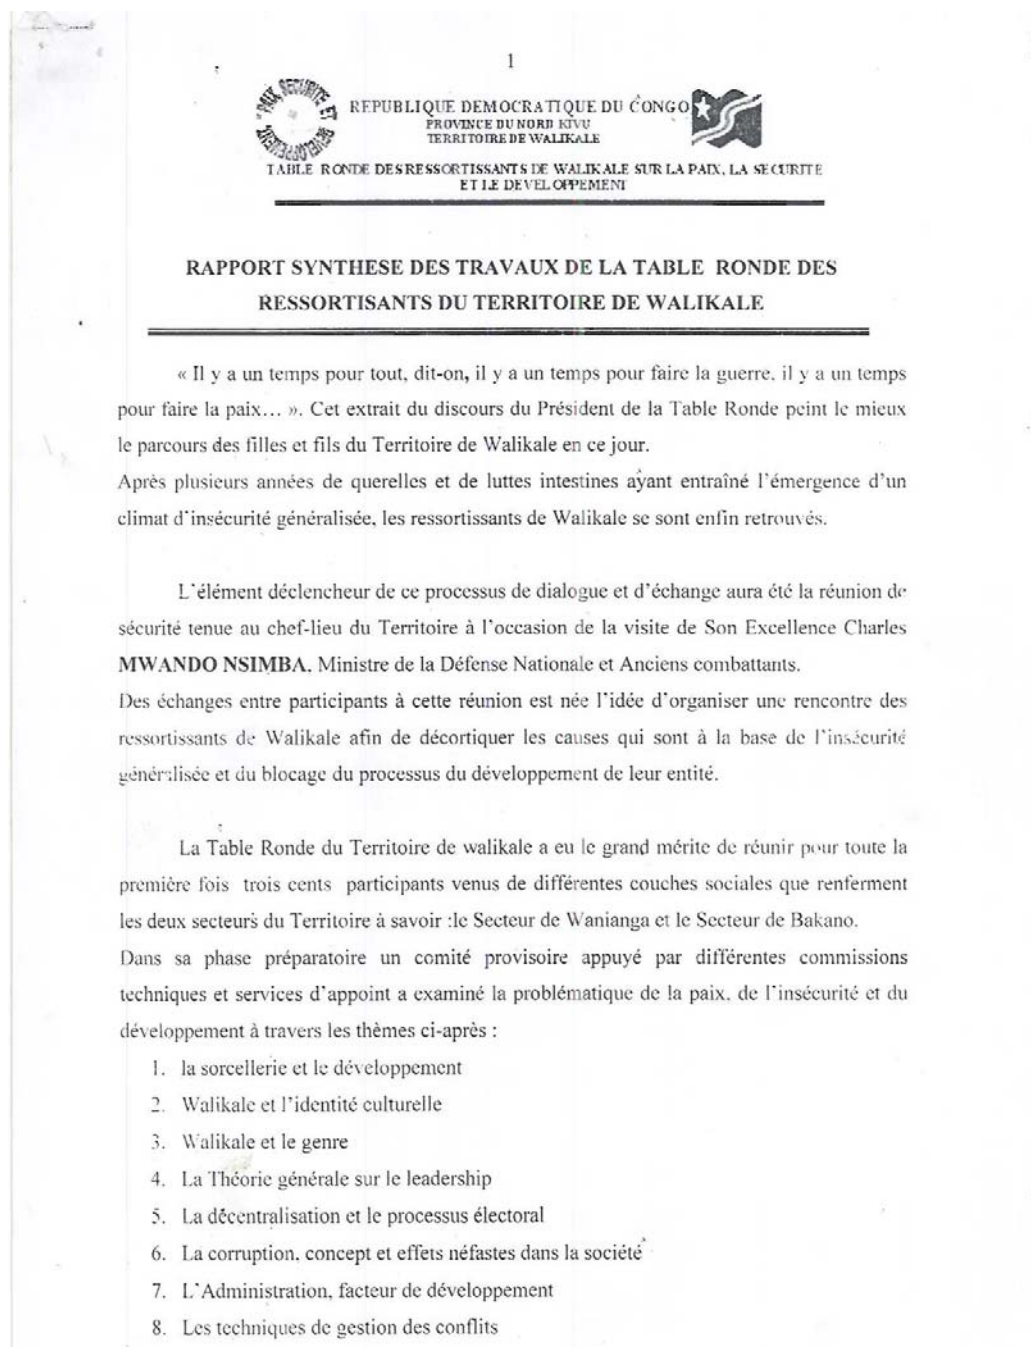 1
"PAIX, SECURITE ET DEVELOPPEMENT"
REPUBLIQUE DEMOCRATIQUE DU CONGO
PROVINCE DU NORD KIVU
TERRITOIRE DE WALIKALE
TABLE RONDE DES RESSORTISSANTS DE WALIKALE SUR LA PAIX, LA SECURITE
ET LE DEVELOPPEMENT
RAPPORT SYNTHESE DES TRAVAUX DE LA TABLE RONDE DES
RESSORTISANTS DU TERRITOIRE DE WALIKALE
« Il y a un temps pour tout, dit-on, il y a un temps pour faire la guerre, il y a un temps
pour faire la paix… ». Cet extrait du discours du Président de la Table Ronde peint le mieux
le parcours des filles et fils du Territoire de Walikale en ce jour.
Après plusieurs années de querelles et de luttes intestines ayant entraîné l'émergence d'un
climat d'insécurité généralisée, les ressortissants de Walikale se sont enfin retrouvés.
L'élément déclencheur de ce processus de dialogue et d'échange aura été la réunion de
sécurité tenue au chef-lieu du Territoire à l'occasion de la visite de Son Excellence Charles
MWANDO NSIMBA, Ministre de la Défense Nationale et Anciens combattants.
Des échanges entre participants à cette réunion est née l'idée d'organiser une rencontre des
ressortissants de Walikale afin de décortiquer les causes qui sont à la base de l'insécurité
généralisée et du blocage du processus du développement de leur entité.
La Table Ronde du Territoire de walikale a eu le grand mérite de réunir pour toute la
première fois trois cents participants venus de différentes couches sociales que renferment
les deux secteurs du Territoire à savoir :le Secteur de Wanianga et le Secteur de Bakano.
Dans sa phase préparatoire un comité provisoire appuyé par différentes commissions
techniques et services d'appoint a examiné la problématique de la paix, de l'insécurité et du
développement à travers les thèmes ci-après :
1. la sorcellerie et le développement
2. Walikale et l'identité culturelle
3. Walikale et le genre
4. La Théorie générale sur le leadership
5. La décentralisation et le processus électoral
6. La corruption, concept et effets néfastes dans la société
7. L'Administration, facteur de développement
8. Les techniques de gestion des conflits